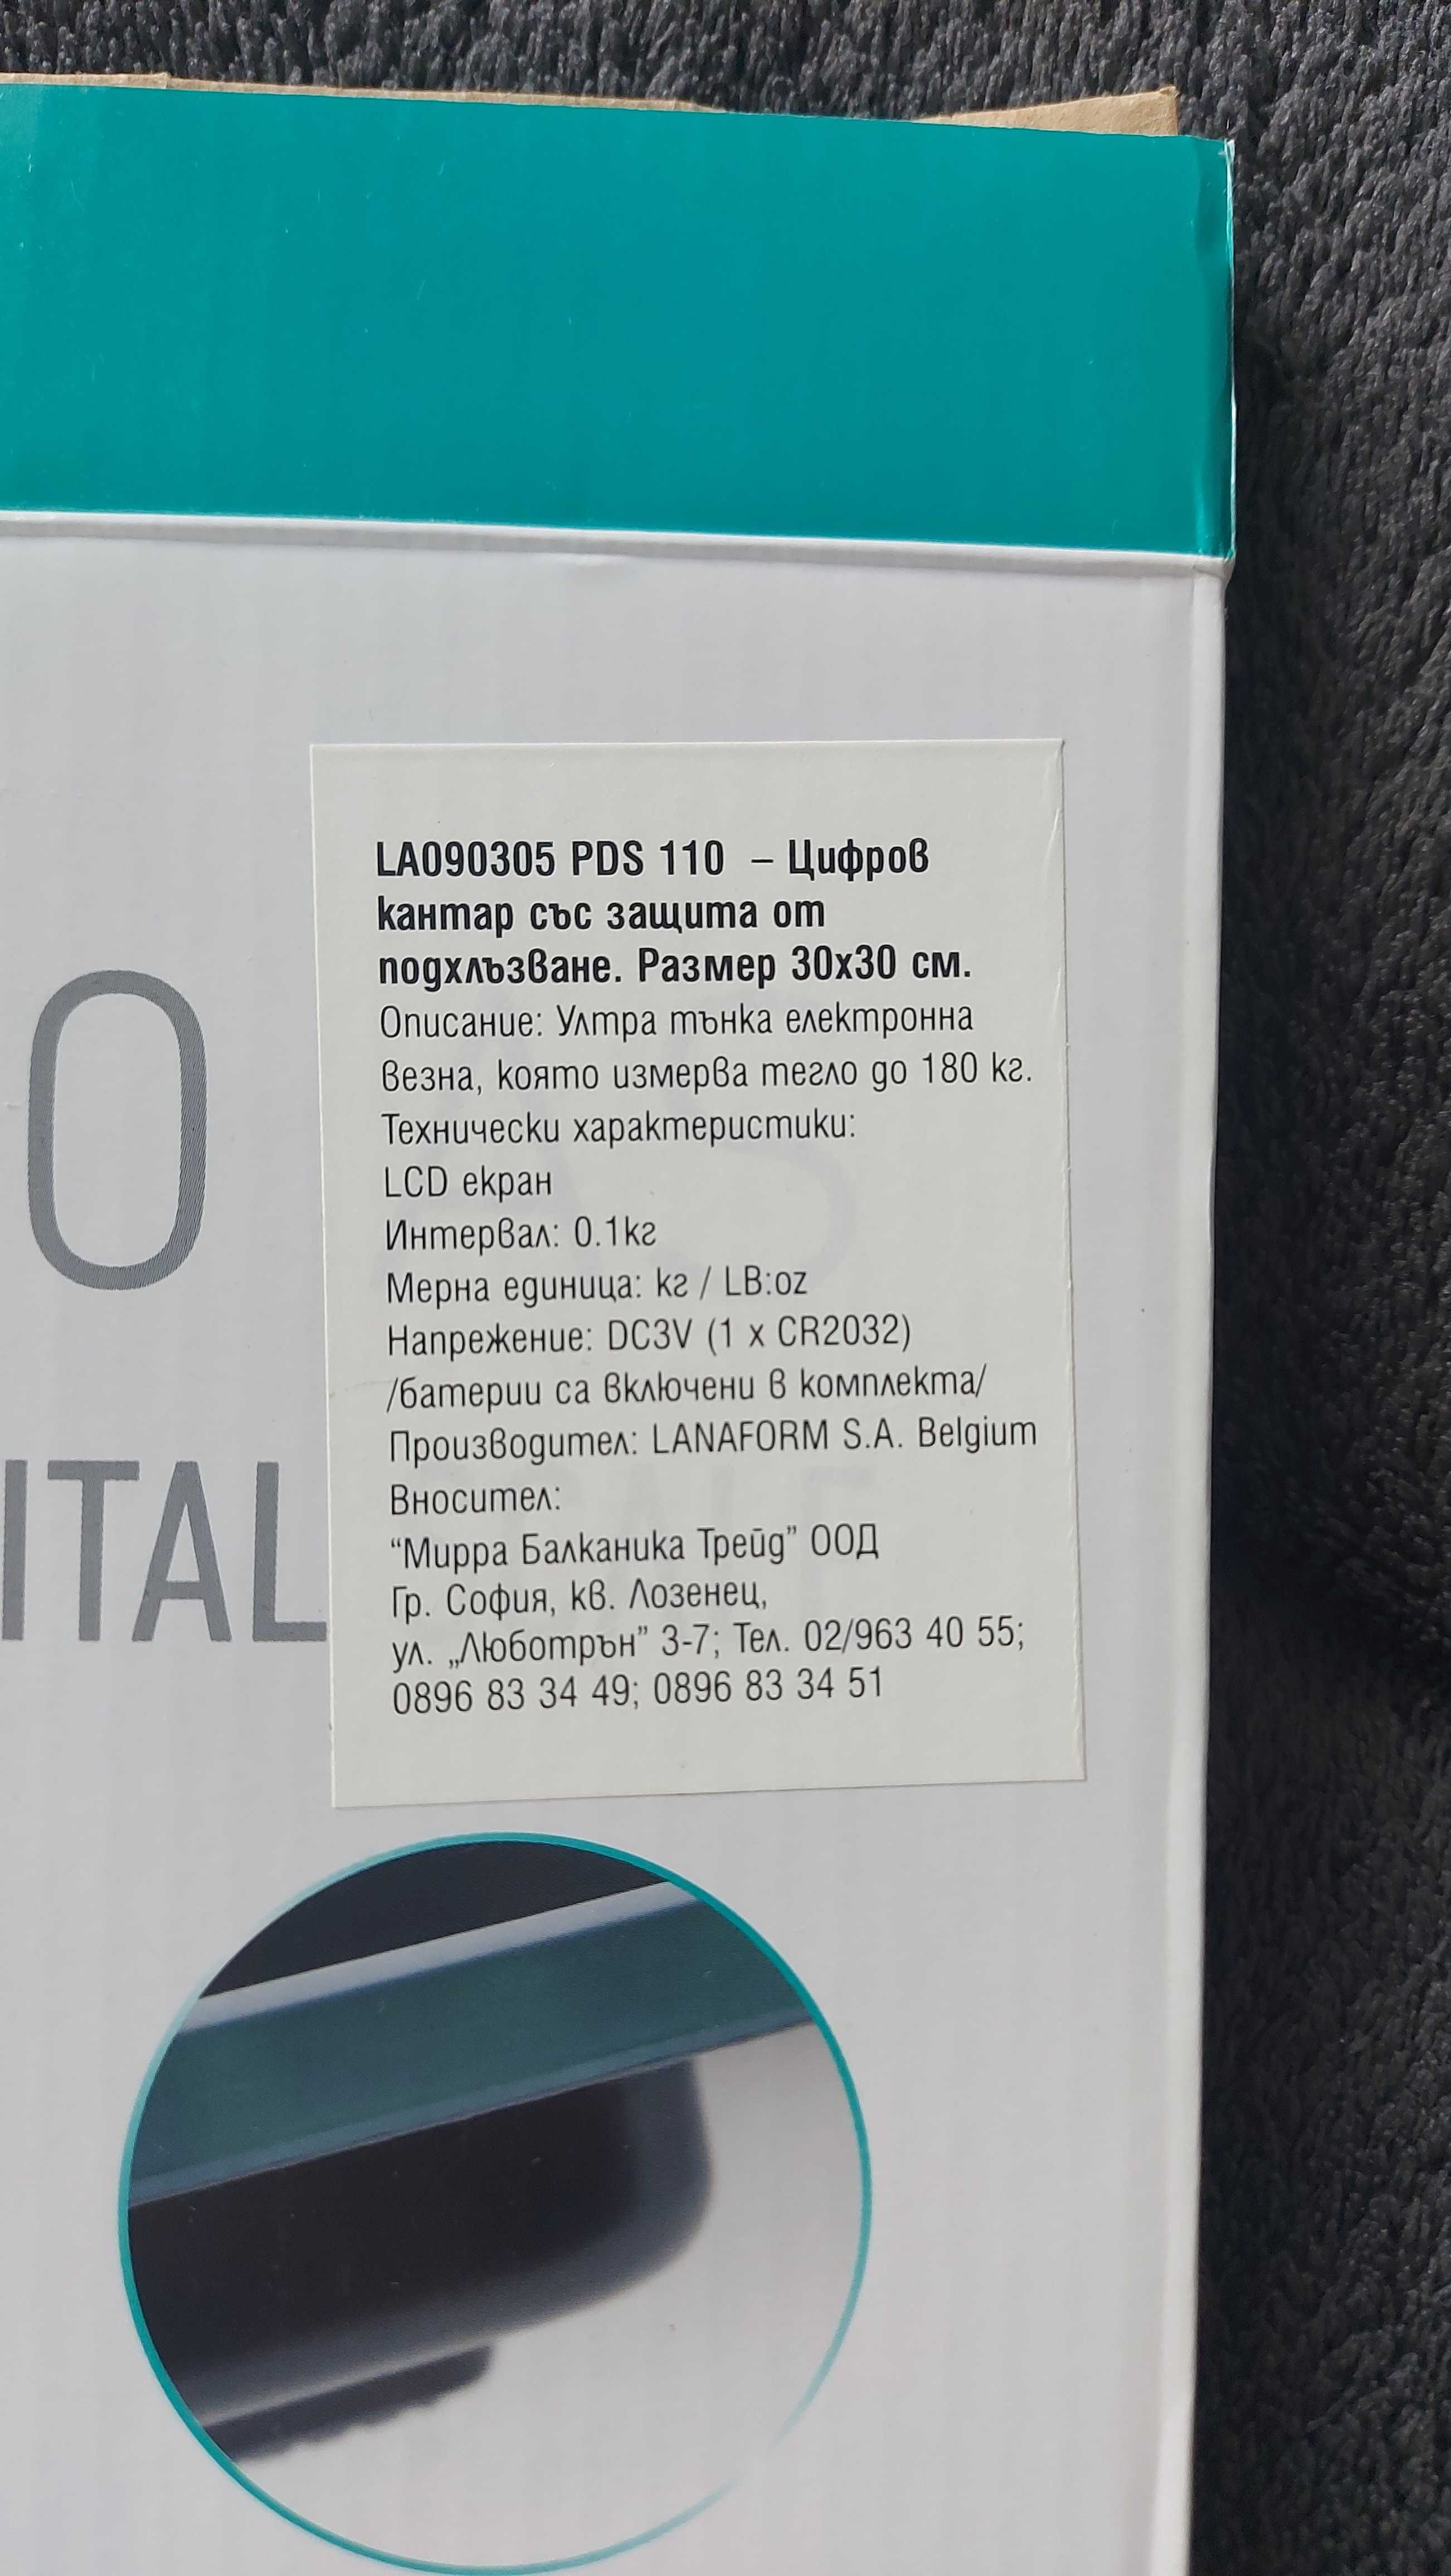 LA090305 PDS 110 – Цифров
кантар със защита от
подхлъзване. Размер 30x30 см.
Описание: Ултра тънка електронна
везна, която измерва тегло до 180 кг.
Технически характеристики:
LCD екран
Интервал: 0.1кг
Мерна единица: кг / LB:oz
Напрежение: DC3V (1 x CR2032)
/батерии са включени в комплекта/
Производител: LANAFORM S.A. Belgium
Вносител:
“Мирра Балканика Трейд” ООД
Гр. София, кв. Лозенец,
ул. „Люботрън” 3-7; Тел. 02/963 40 55;
0896 83 34 49; 0896 83 34 51
0
ITAL